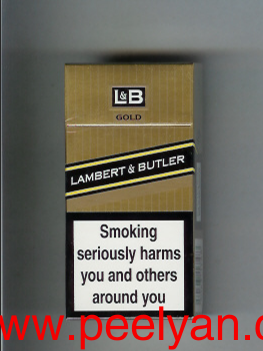 L&B
GOLD
LAMBERT & BUTLER
Smoking
seriously harms
you and others
around you
www.peelyan.c